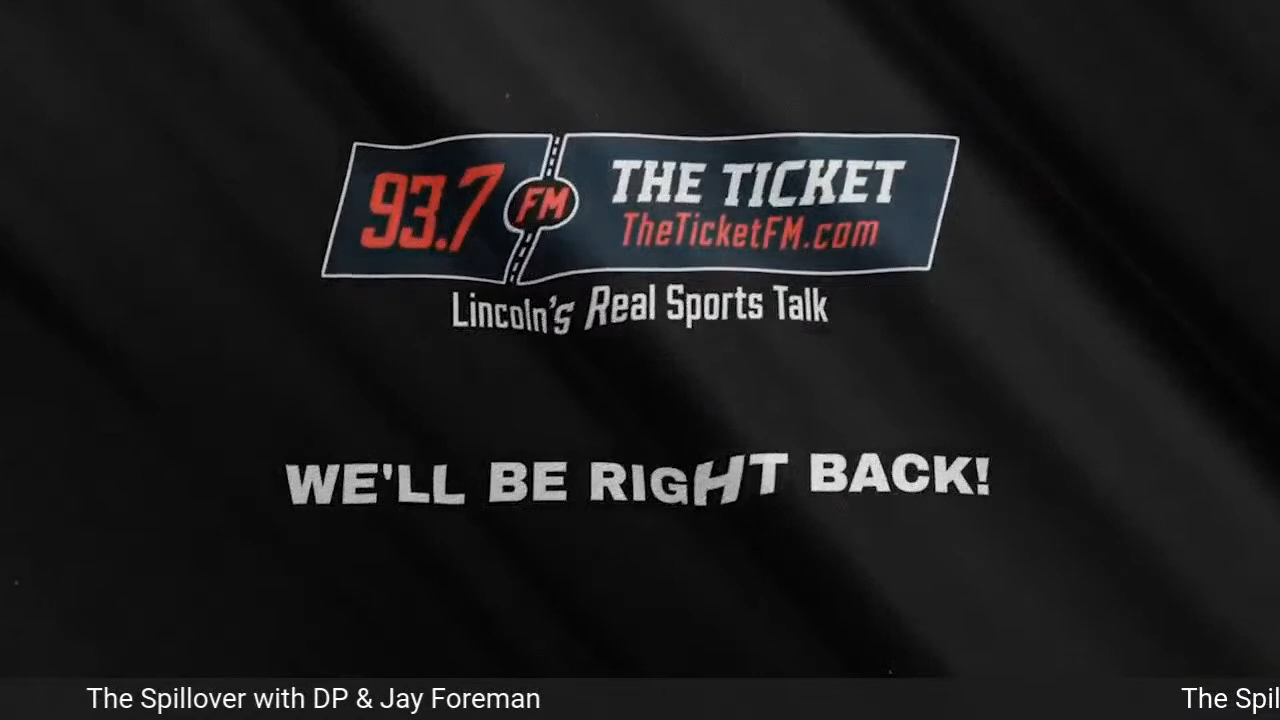 93.7
FM
THE TICKET
TheTicketFM.com
Lincoln's Real Sports Talk
WE'LL BE RIGHT BACK!
The Spillover with DP & Jay Foreman
The Spil